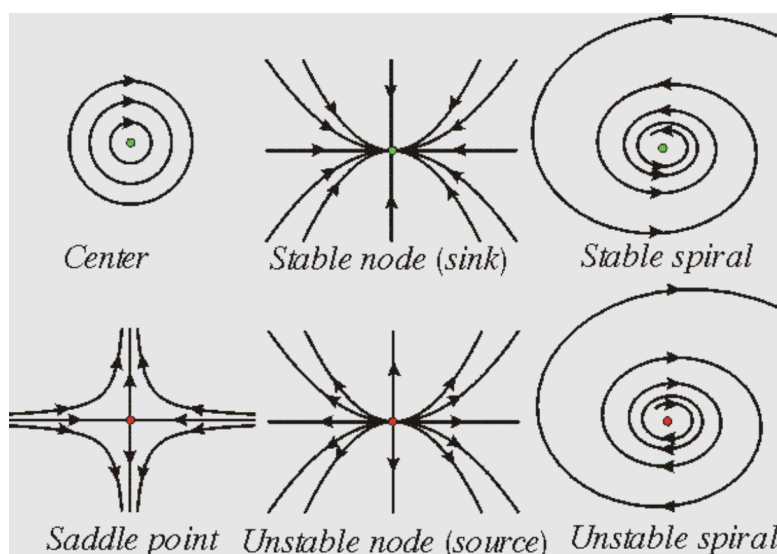 Center
Stable node (sink)
Stable spiral
Saddle point
Unstable node (source)
Unstable spiral